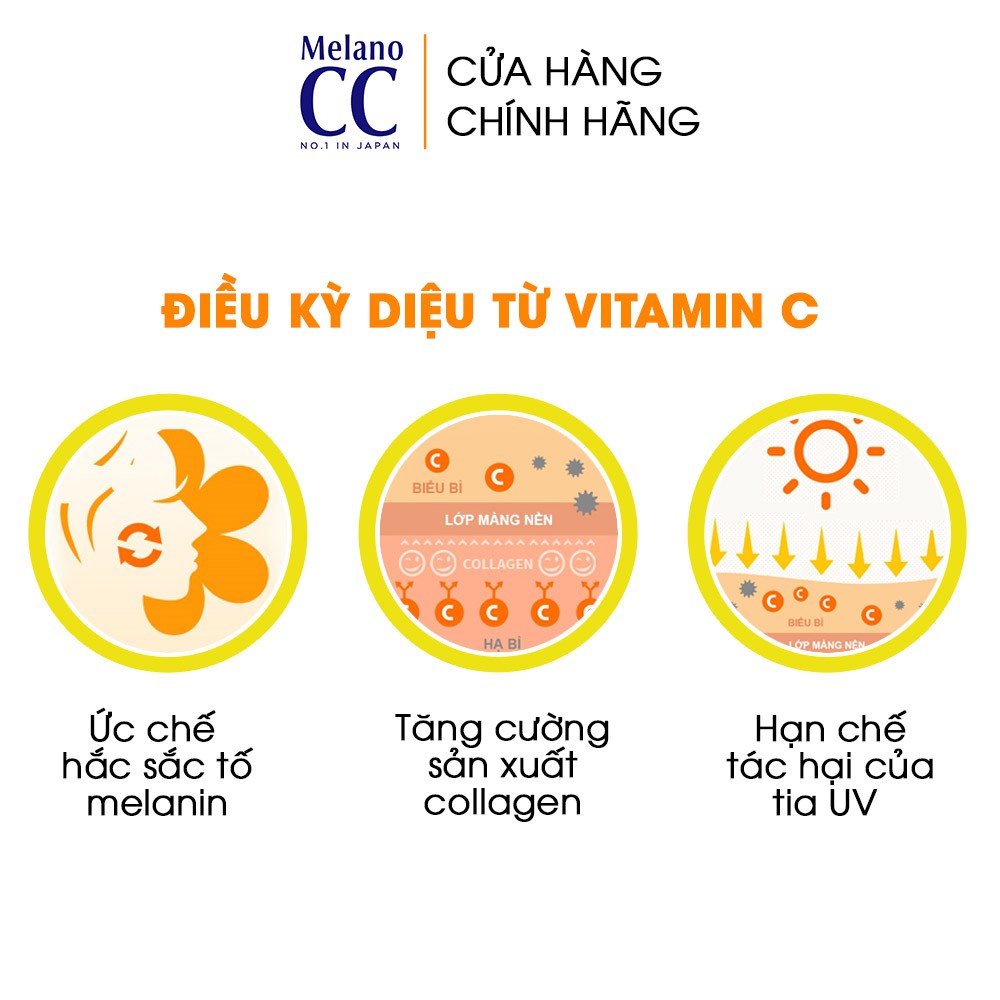 Melano
CC
NO.1 IN JAPAN
CỬA HÀNG
CHÍNH HÃNG
ĐIỀU KỲ DIỆU TỪ VITAMIN C
C
C
BIỂU BÌ
LỚP MÀNG NỀN
COLLAGEN
C C C C C
HẠ BÌ
C C C C
BIỂU BÌ
LỚP MÀNG NỀN
Ức chế
hắc sắc tố
melanin
Tăng cường
sản xuất
collagen
Hạn chế
tác hại của
tia UV